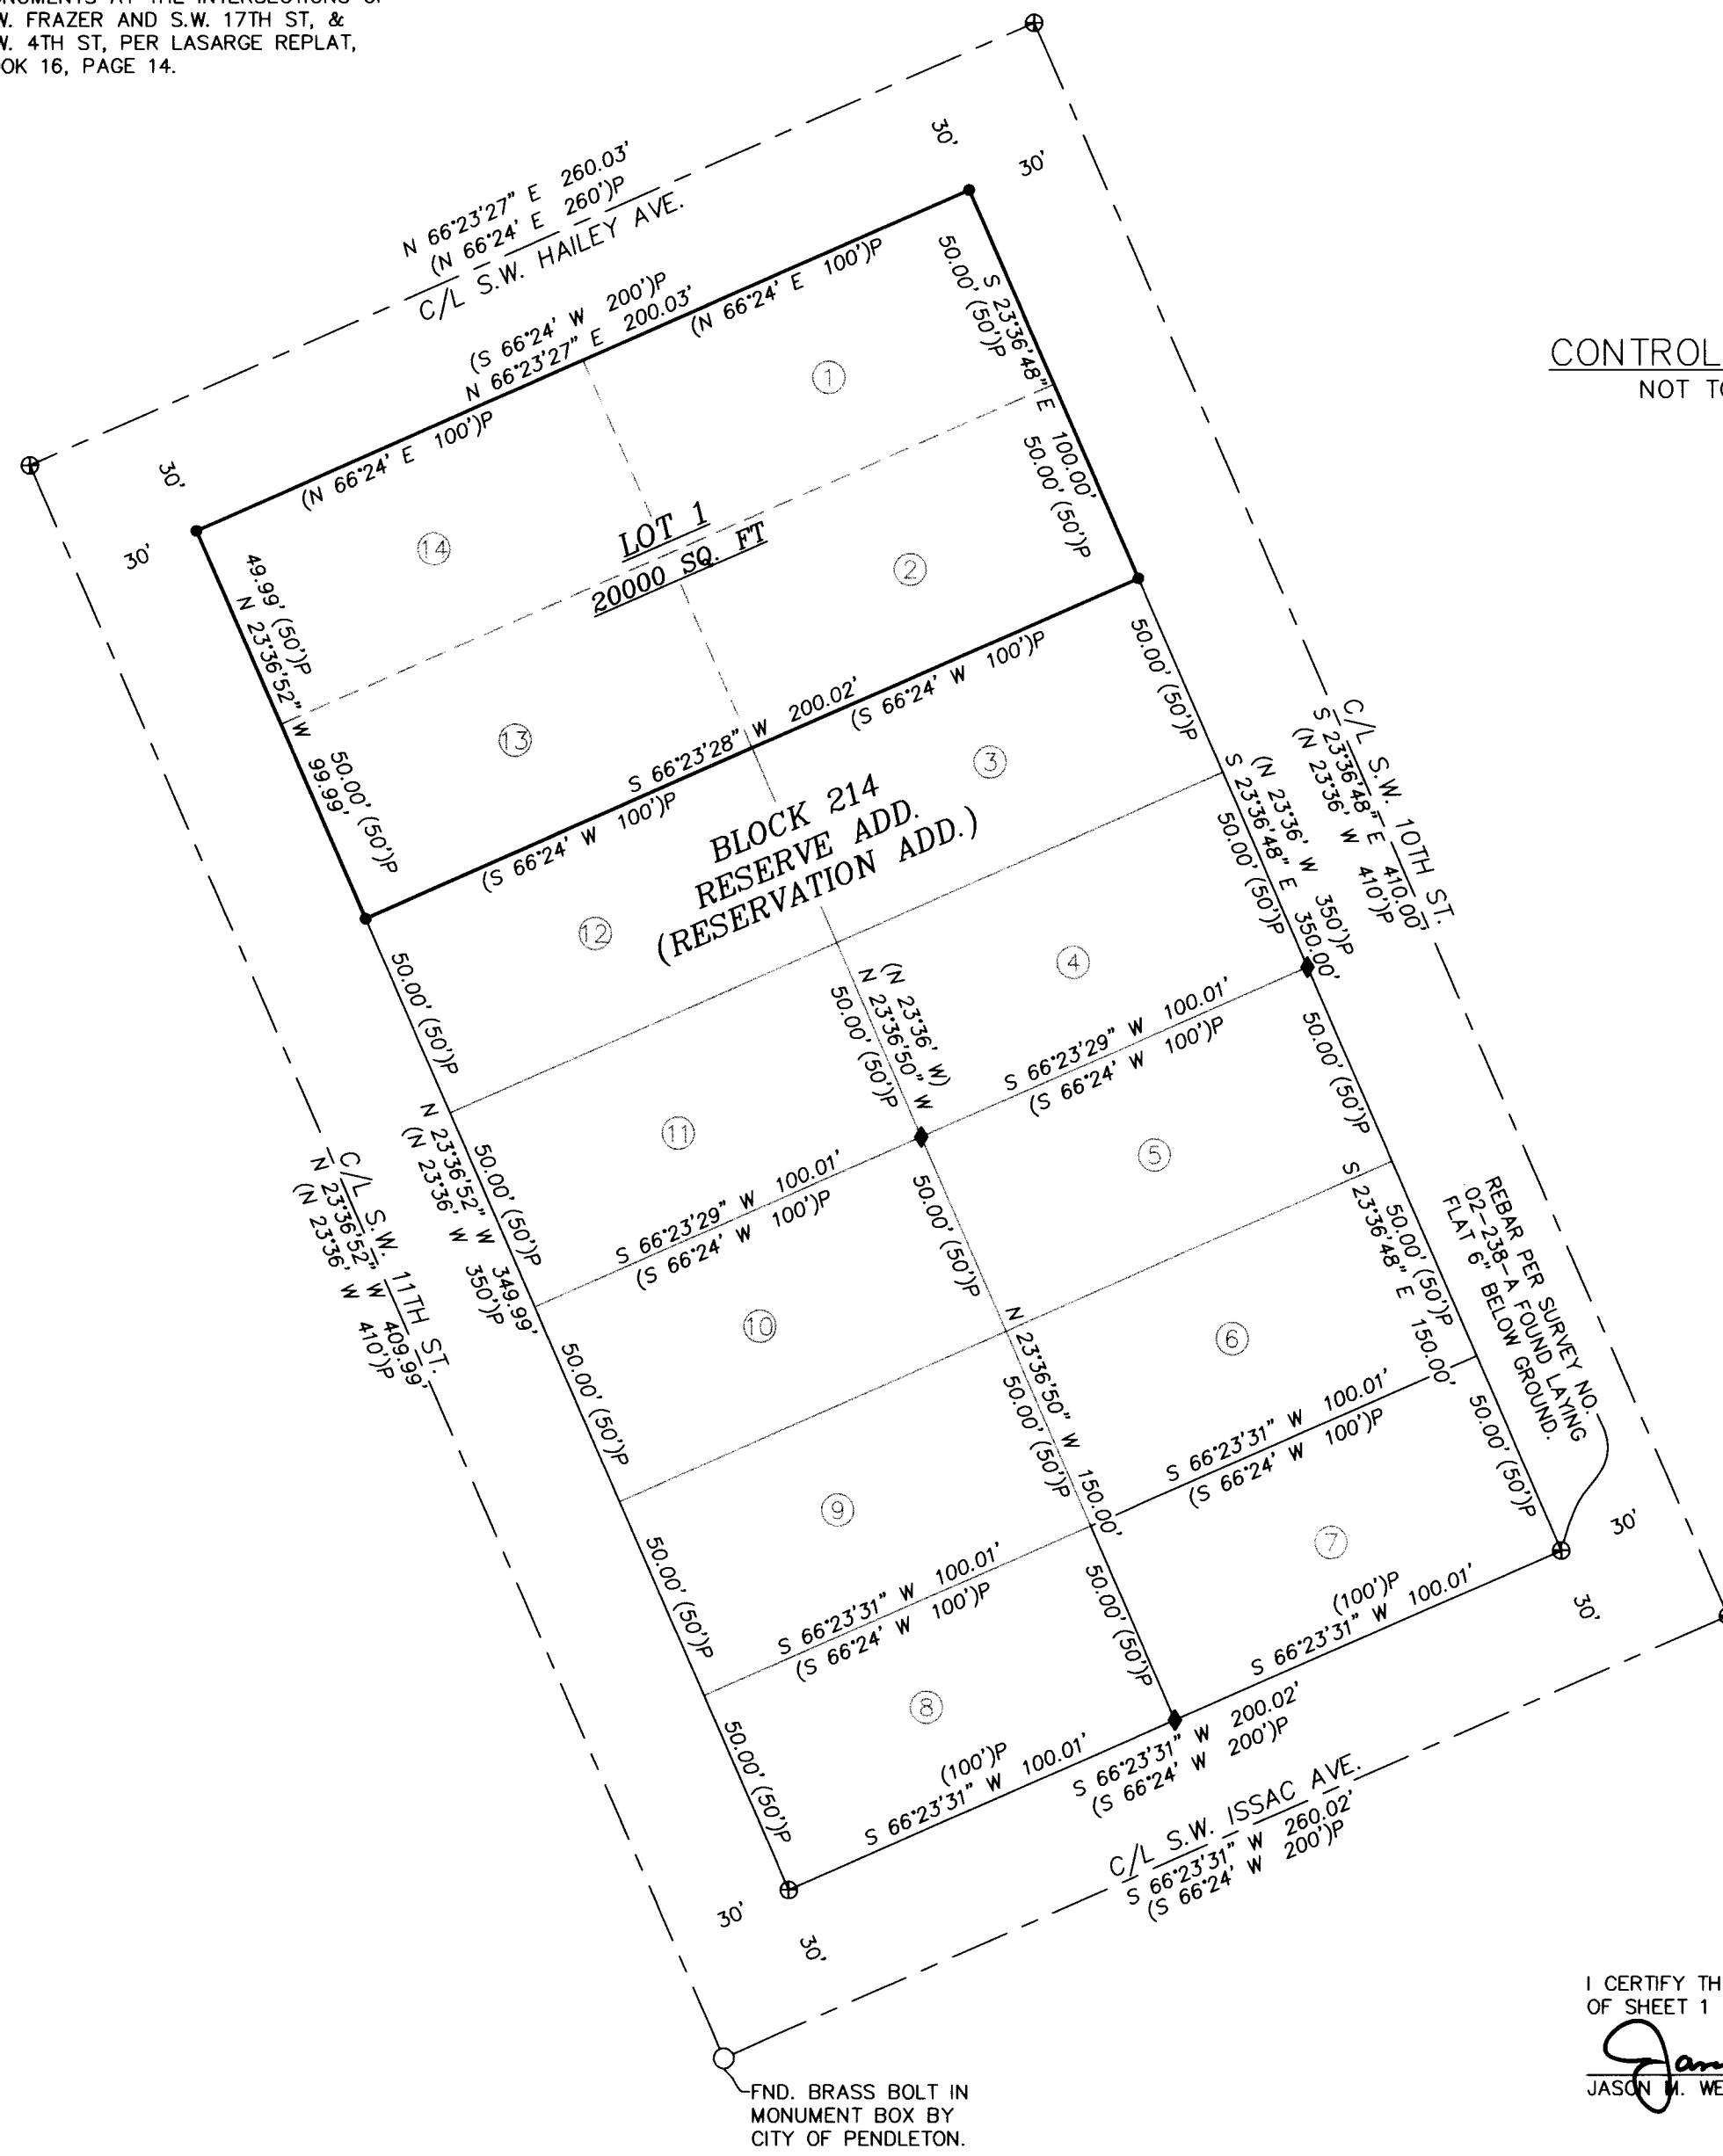 W. FRAZER AND S.W. 17TH ST, &
W. 4TH ST, PER LASARGE REPLAT,
OK 16, PAGE 14.
30'
30'
N 66°23'27" E 260.03'
(N 66°24' E 260')P
C/L S.W. HAILEY AVE.
(S 66°24' W 200')P
N 66°23'27" E 200.03'
(N 66°24' E 100')P
(N 66°24' E 100')P
50.00' (50')P
S 23°36'48" E 100.00'
50.00' (50')P
CONTROL
NOT TO
1
30'
30'
14
LOT 1
20000 SQ. FT
2
49.99' (50')P
N 23°36'52" W 99.99'
50.00' (50')P
13
S 66°23'28" W 200.02'
(S 66°24' W 100')P
(S 66°24' W 100')P
50.00' (50')P
3
BLOCK 214
RESERVE ADD.
(RESERVATION ADD.)
C/L S.W. 10TH ST.
S 23°36'48" E 410.00'
(N 23°36' W 410')P
(N 23°36' W 350')P
S 23°36'48" E 350.00'
50.00' (50')P
12
4
50.00' (50')P
(N 23°36' W)
N 23°36'50" W
50.00' (50')P
S 66°23'29" W 100.01'
(S 66°24' W 100')P
50.00' (50')P
11
5
N 23°36'52" W 349.99'
(N 23°36' W 350')P
50.00' (50')P
S 66°23'29" W 100.01'
(S 66°24' W 100')P
50.00' (50')P
C/L S.W. 11TH ST.
N 23°36'52" W 409.99'
(N 23°36' W 410')P
S 23°36'48" E 150.00'
50.00' (50')P
REBAR PER SURVEY NO.
02-238-A FOUND LAYING
FLAT 6" BELOW GROUND.
10
6
50.00' (50')P
N 23°36'50" W 150.00'
50.00' (50')P
S 66°23'31" W 100.01'
(S 66°24' W 100')P
50.00' (50')P
9
7
30'
30'
S 66°23'31" W 100.01'
(S 66°24' W 100')P
50.00' (50')P
50.00' (50')P
(100')P
S 66°23'31" W 100.01'
8
50.00' (50')P
(100')P
S 66°23'31" W 100.01'
S 66°23'31" W 200.02'
(S 66°24' W 200')P
C/L S.W. ISSAC AVE.
S 66°23'31" W 260.02'
(S 66°24' W 200')P
30'
30'
I CERTIFY TH
OF SHEET 1
JASON M. WE
FND. BRASS BOLT IN
MONUMENT BOX BY
CITY OF PENDLETON.